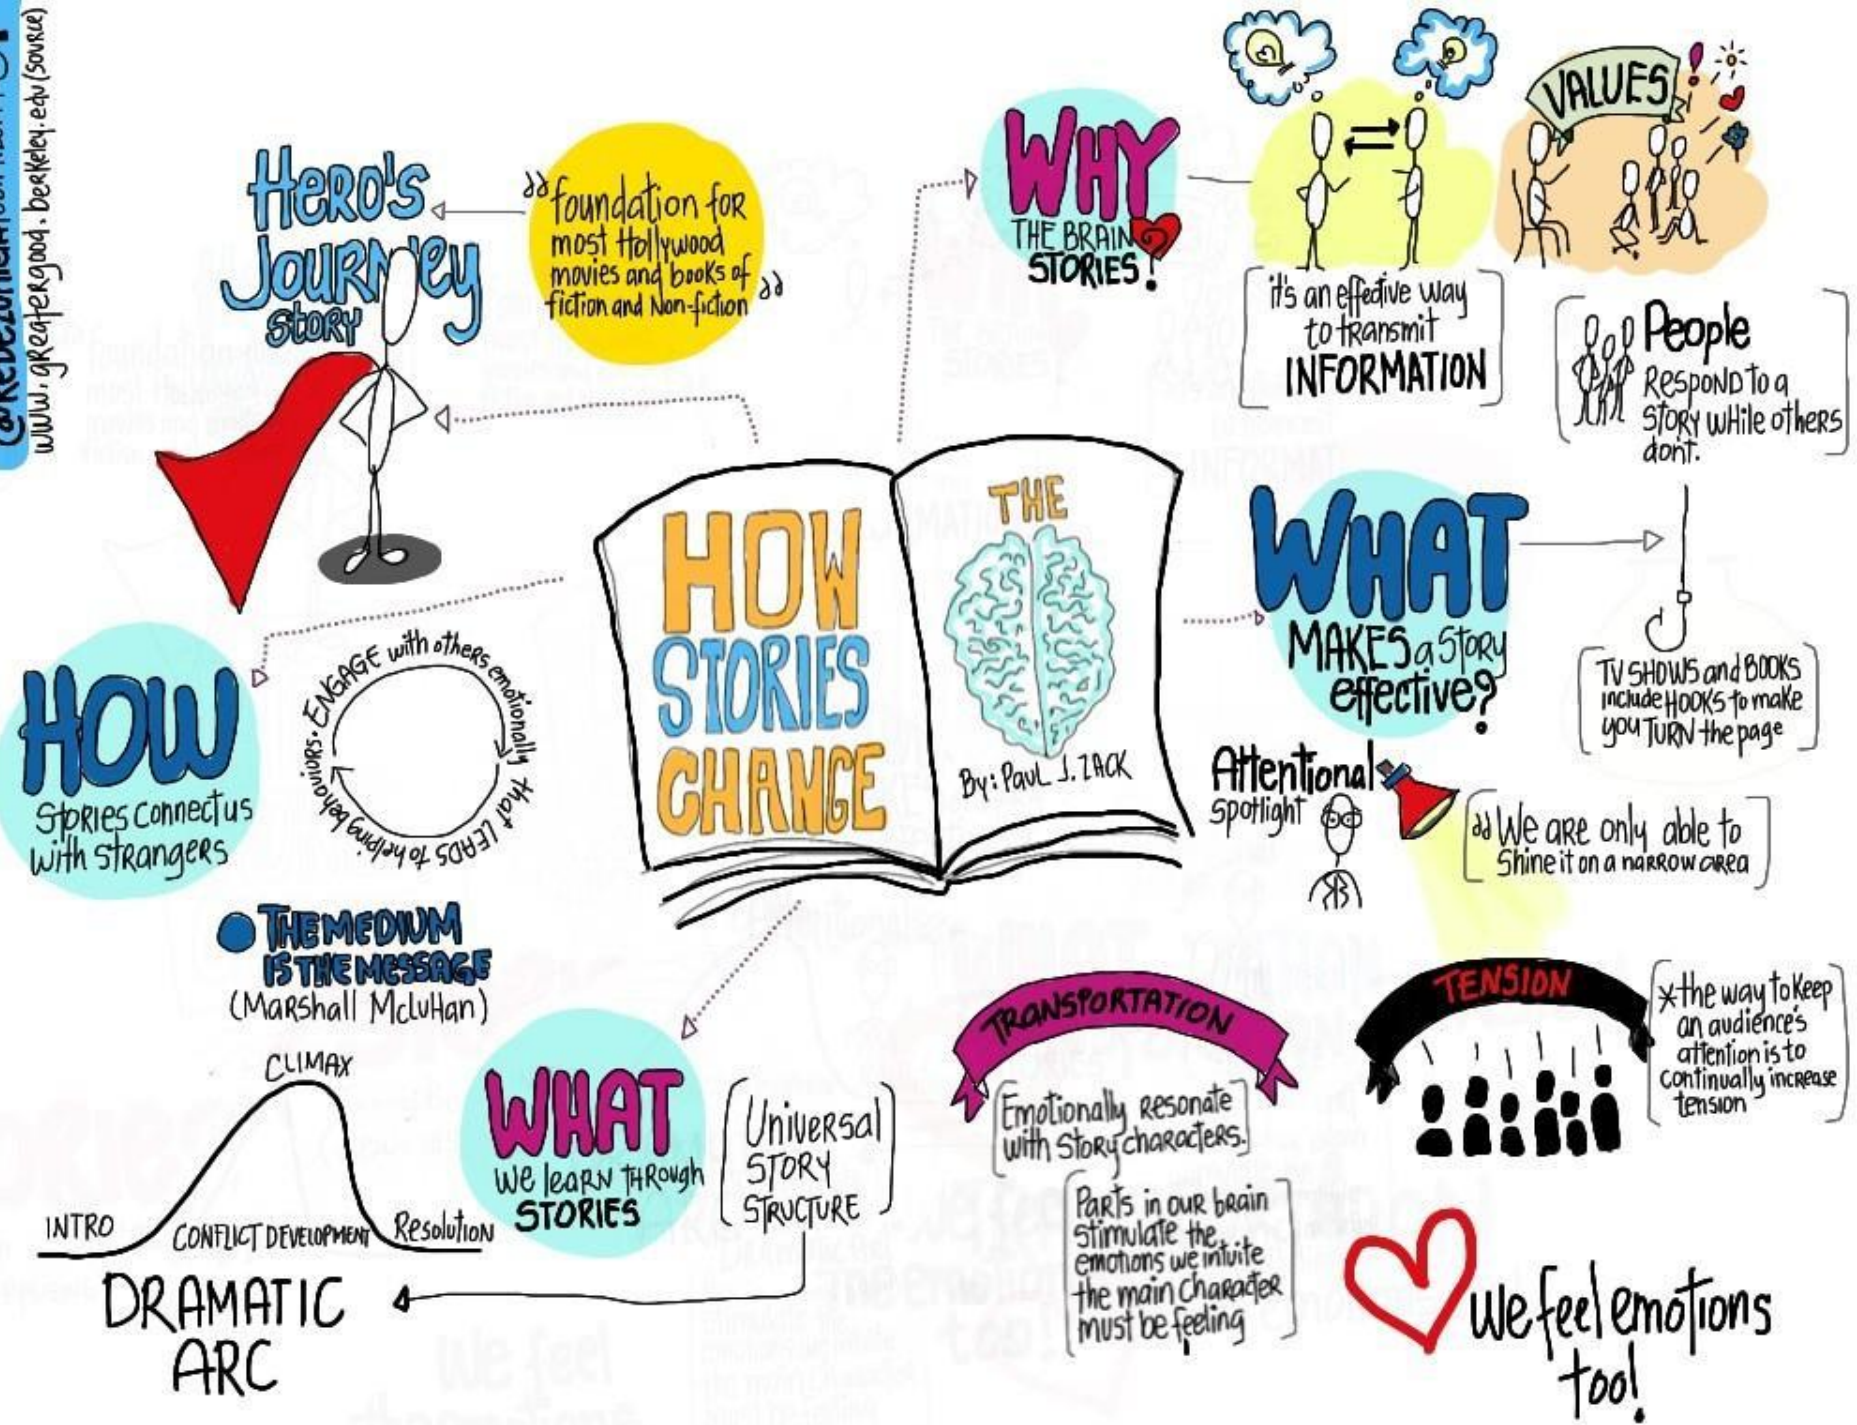 www.greatergood.berkeley.edu (source)
HERO'S
JOURNEY
STORY
foundation for
most Hollywood
movies and books of
fiction and Non-fiction
WHY
THE BRAIN
STORIES!
VALUES
it's an effective way
to transmit
INFORMATION
People
RESPOND to a
STORY WHILE others
dont.
HOW
STORIES
CHANGE
THE
By: PAUL J. ZACK
WHAT
MAKES a STORY
effective?
TV SHOWS and BOOKS
include HOOKS to make
you TURN the page
Attentional
spotlight
We are only able to
Shine it on a narrow area
TENSION
*the way to keep
an audience's
attention is to
continually increase
tension
TRANSPORTATION
Emotionally Resonate
with Story characters.
Parts in our brain
stimulate the
emotions we intuite
the main character
must be feeling
We feel emotions
too!
HOW
STORIES connect us
with STRANGERS
ENGAGE with others emotionally that LEADS to helping behaviors.
THE MEDIUM
IS THE MESSAGE
(Marshall McLuhan)
WHAT
We learn THROUGH
STORIES
Universal
STORY
STRUCTURE
CLIMAX
INTRO
CONFLICT DEVELOPMENT
Resolution
DRAMATIC
ARC